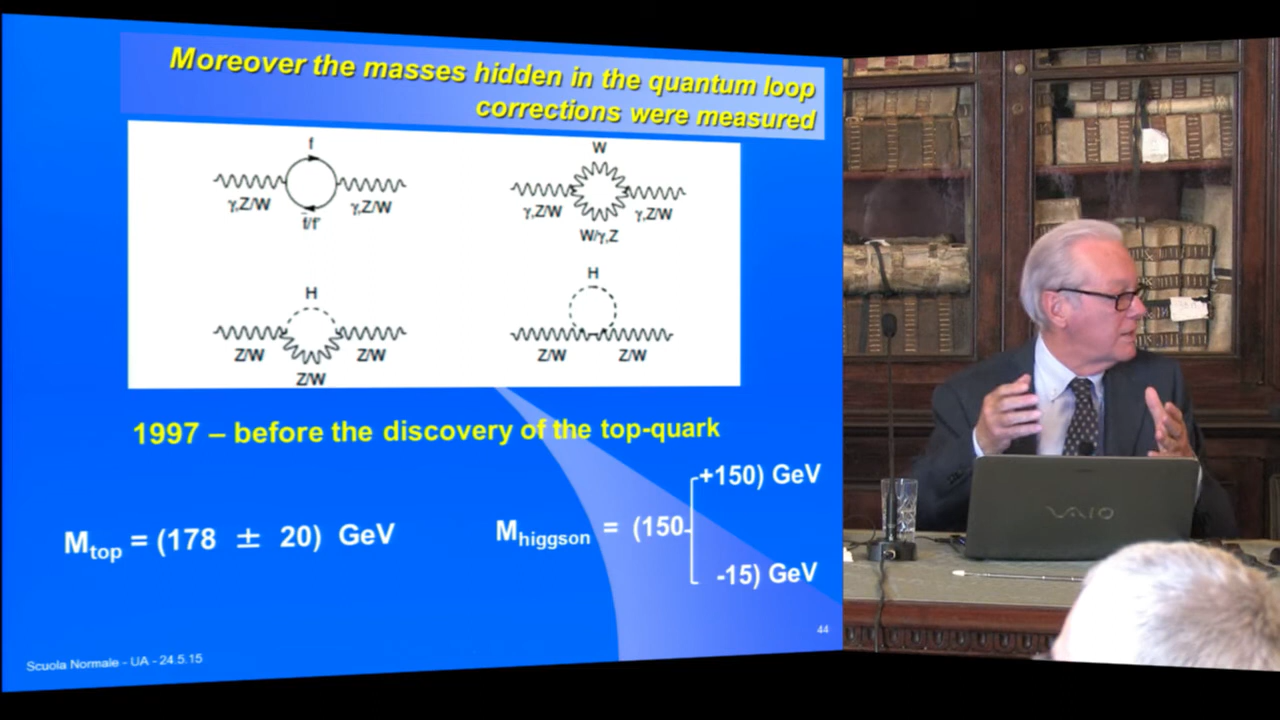 Moreover the masses hidden in the quantum loop
corrections were measured
f
γ,Z/W
γ,Z/W
f̅/f'
W
γ,Z/W
γ,Z/W
W/γ,Z
H
Z/W
Z/W
Z/W
H
Z/W
Z/W
1997 – before the discovery of the top-quark
Mtop = (178 ± 20) GeV
Mhiggson = (150
+150) GeV
-15) GeV
44
Scuola Normale - UA - 24.5.15
VAIO